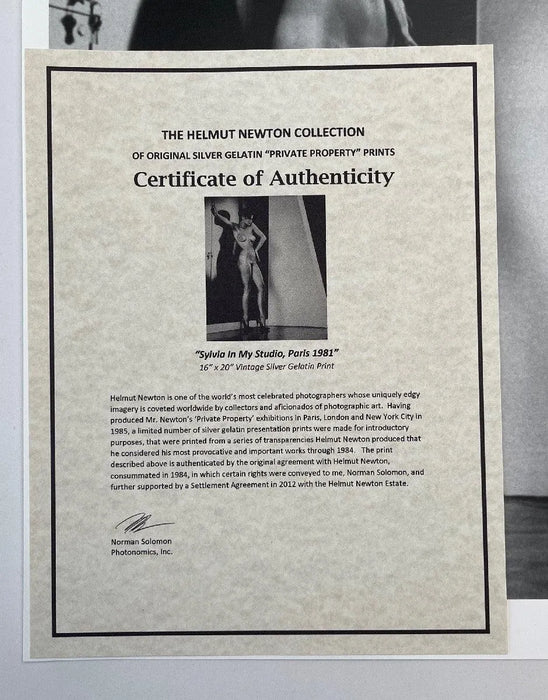 THE HELMUT NEWTON COLLECTION
OF ORIGINAL SILVER GELATIN "PRIVATE PROPERTY" PRINTS
Certificate of Authenticity
"Sylvia In My Studio, Paris 1981"
16" x 20" Vintage Silver Gelatin Print
Helmut Newton is one of the world's most celebrated photographers whose uniquely edgy
imagery is coveted worldwide by collectors and aficionados of photographic art. Having
produced Mr. Newton's 'Private Property' exhibitions in Paris, London and New York City in
1985, a limited number of silver gelatin presentation prints were made for introductory
purposes, that were printed from a series of transparencies Helmut Newton produced that
he considered his most provocative and important works through 1984. The print
described above is authenticated by the original agreement with Helmut Newton,
consummated in 1984, in which certain rights were conveyed to me, Norman Solomon, and
further supported by a Settlement Agreement in 2012 with the Helmut Newton Estate.
Norman Solomon
Photonomics, Inc.